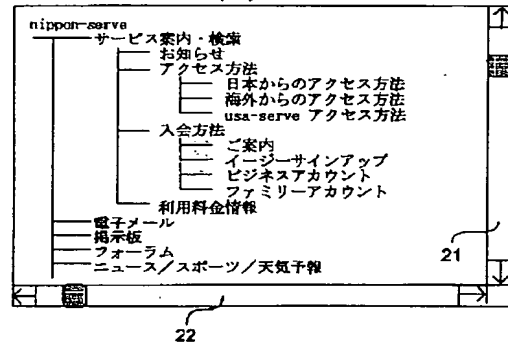 nippon-serve
サービス案内・検索
お知らせ
アクセス方法
日本からのアクセス方法
海外からのアクセス方法
usa-serve アクセス方法
入会方法
ご案内
イージーサインアップ
ビジネスアカウント
ファミリーアカウント
利用料金情報
電子メール
掲示板
フォーラム
ニュース／スポーツ／天気予報
21
22